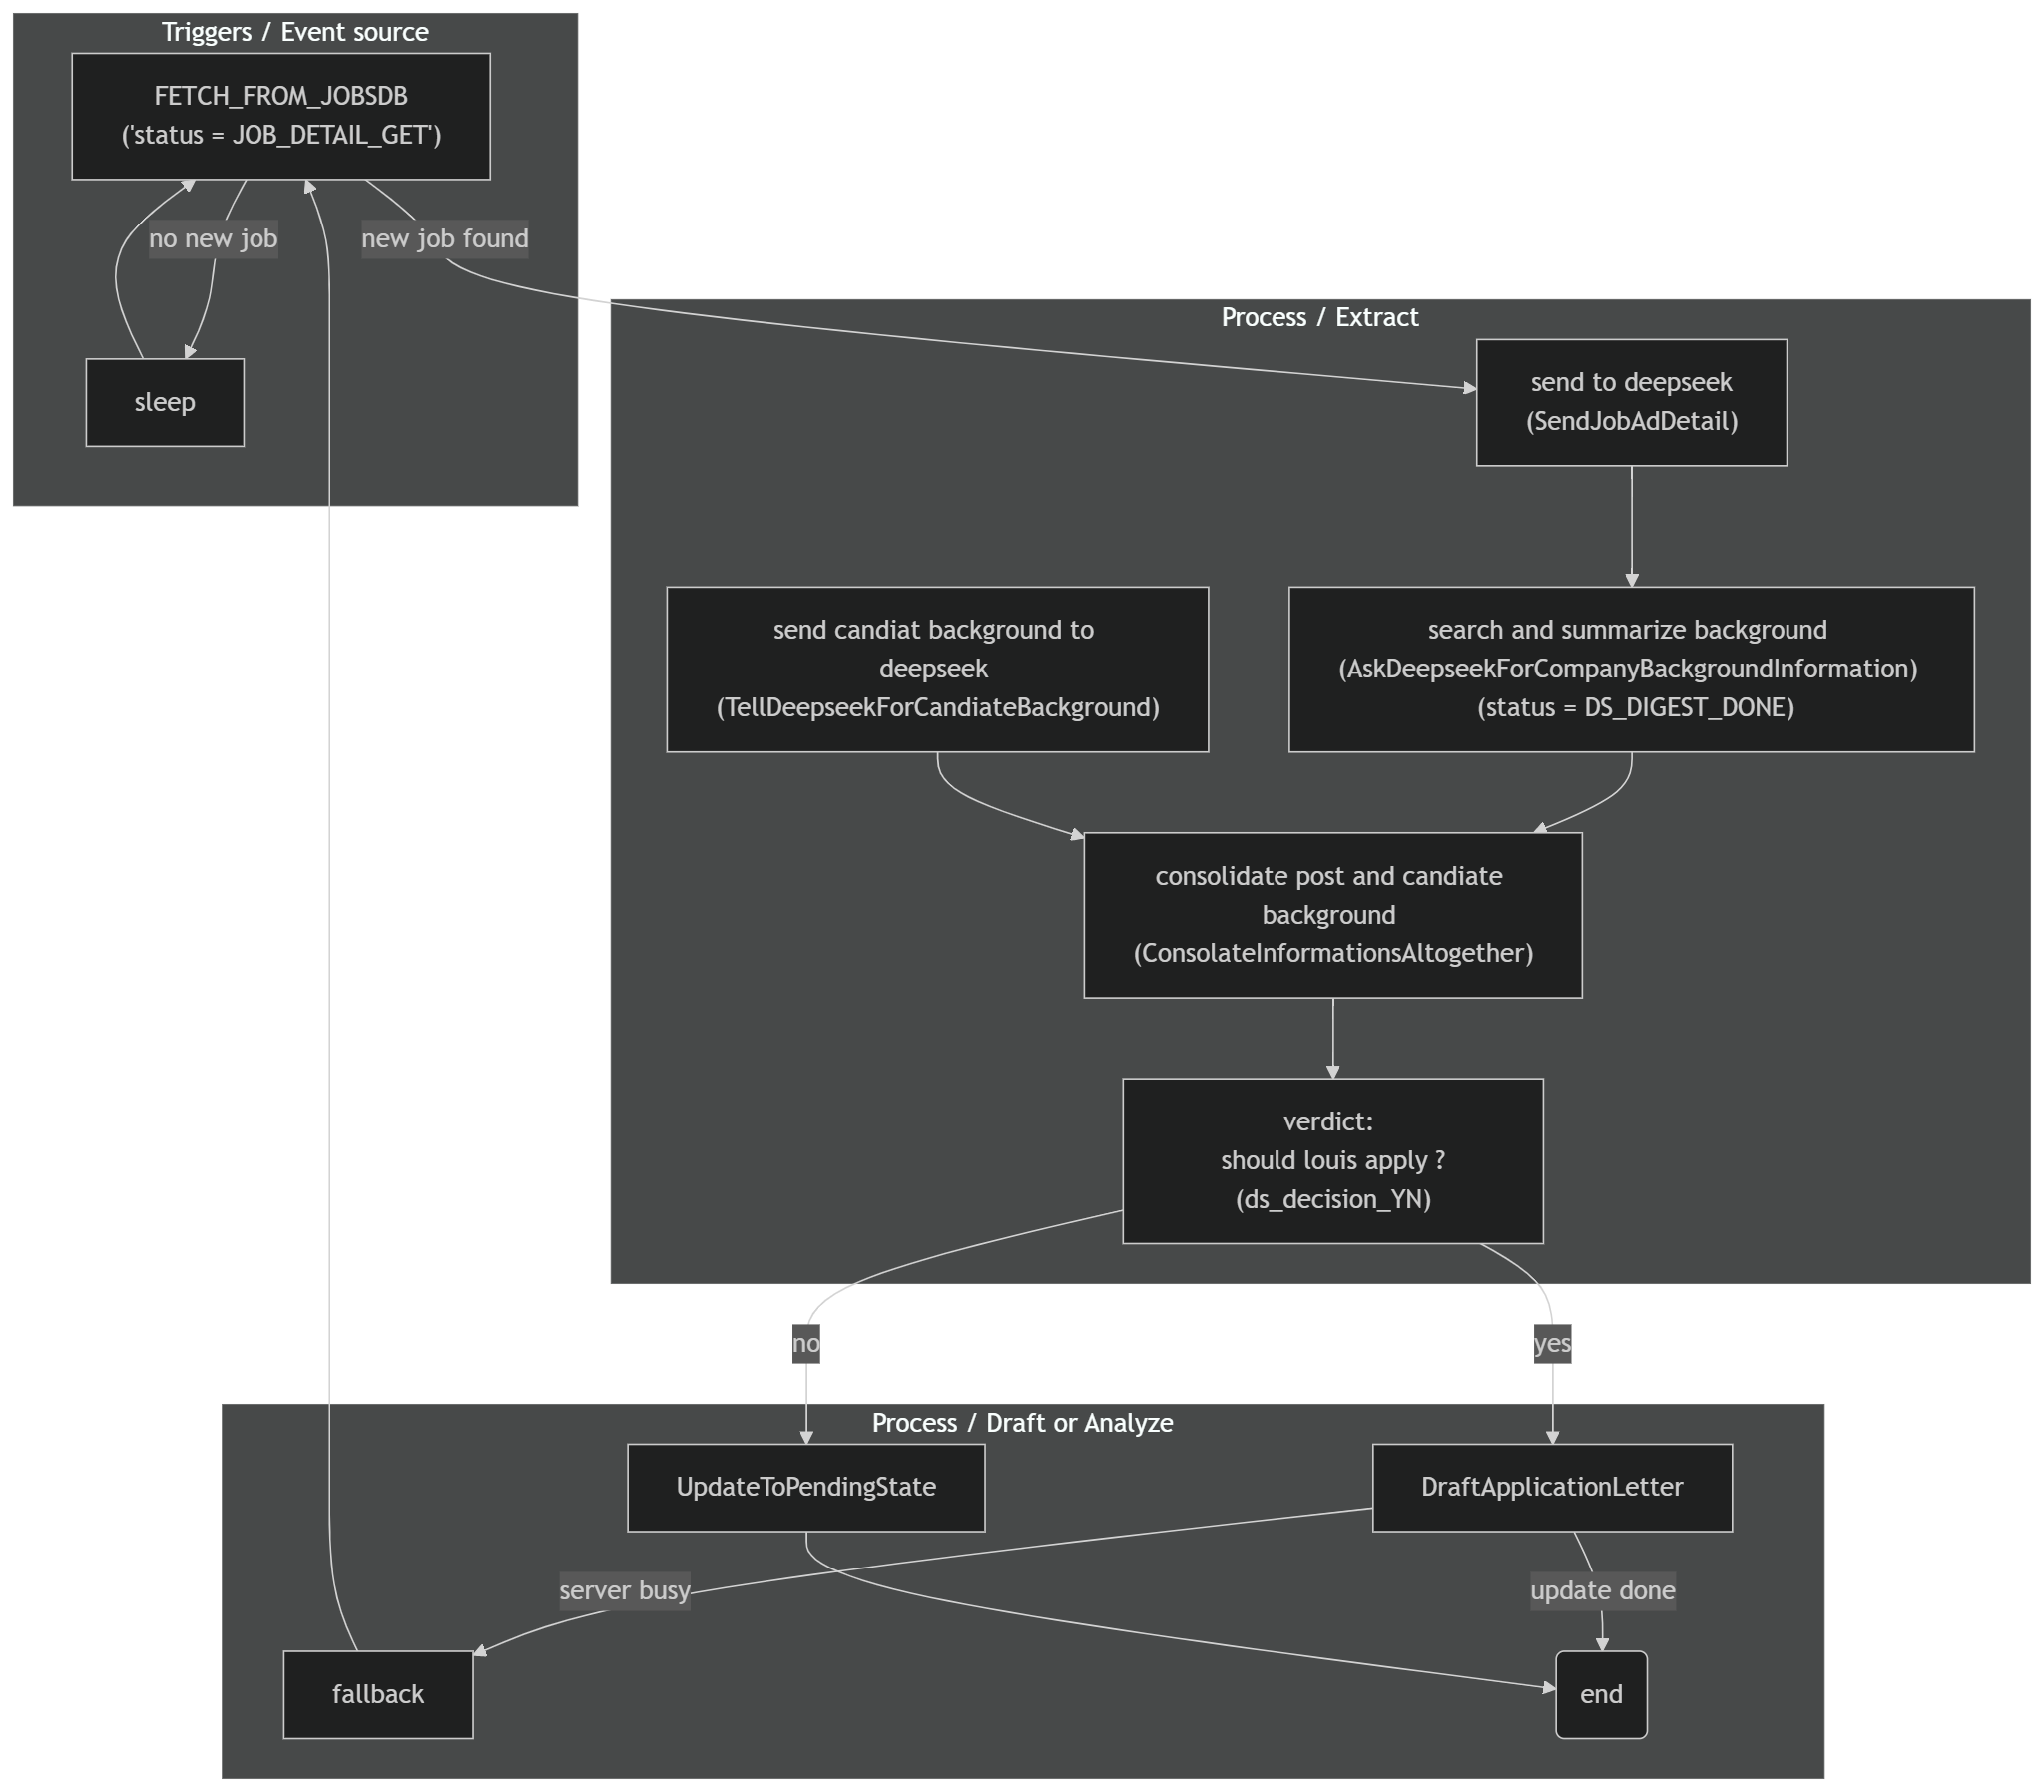 Triggers / Event source
FETCH_FROM_JOBSDB
('status = JOB_DETAIL_GET')
no new job
new job found
sleep
Process / Extract
send to deepseek
(SendJobAdDetail)
send candiat background to
deepseek
(TellDeepseekForCandiateBackground)
search and summarize background
(AskDeepseekForCompanyBackgroundInformation)
(status = DS_DIGEST_DONE)
consolidate post and candiate
background
(ConsolateInformationsAltogether)
verdict:
should louis apply ?
(ds_decision_YN)
no
yes
Process / Draft or Analyze
UpdateToPendingState
DraftApplicationLetter
server busy
update done
fallback
end